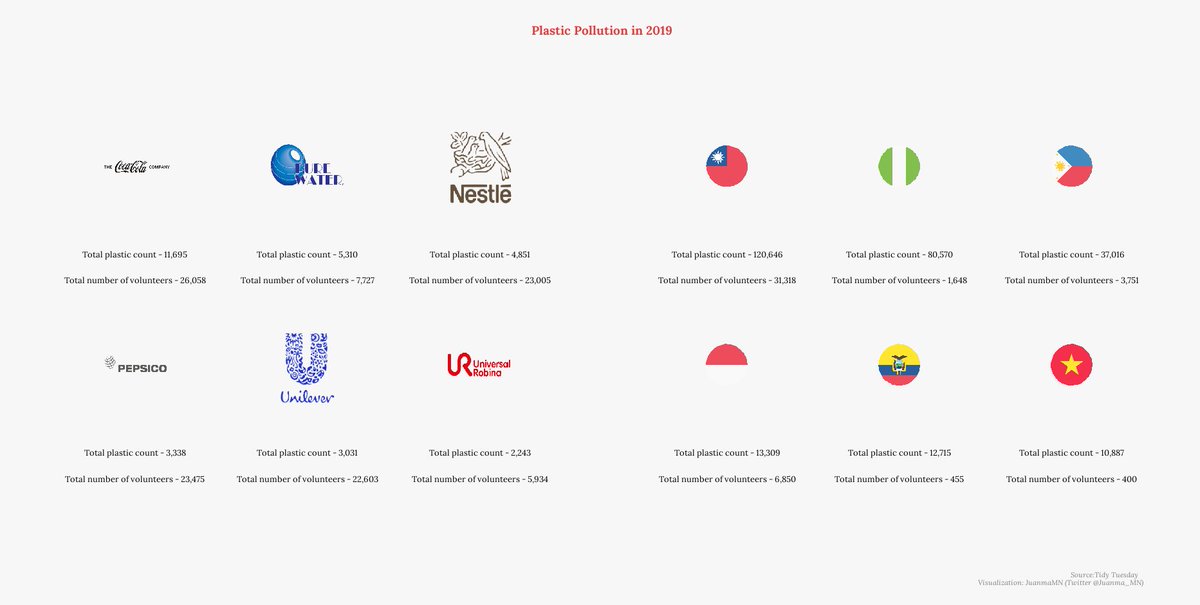 Plastic Pollution in 2019
THE Coca-Cola COMPANY
PURE
WATER
Nestlé
Total plastic count - 11,695
Total number of volunteers - 26,058
Total plastic count - 5,310
Total number of volunteers - 7,727
Total plastic count - 4,851
Total number of volunteers - 23,005
Total plastic count - 120,646
Total number of volunteers - 31,318
Total plastic count - 80,570
Total number of volunteers - 1,648
Total plastic count - 37,016
Total number of volunteers - 3,751
PEPSICO
Unilever
UR Universal
Robina
Total plastic count - 3,338
Total number of volunteers - 23,475
Total plastic count - 3,031
Total number of volunteers - 22,603
Total plastic count - 2,243
Total number of volunteers - 5,934
Total plastic count - 13,309
Total number of volunteers - 6,850
Total plastic count - 12,715
Total number of volunteers - 455
Total plastic count - 10,887
Total number of volunteers - 400
Source:Tidy Tuesday
Visualization: JuanmaMN (Twitter @Juanma_MN)